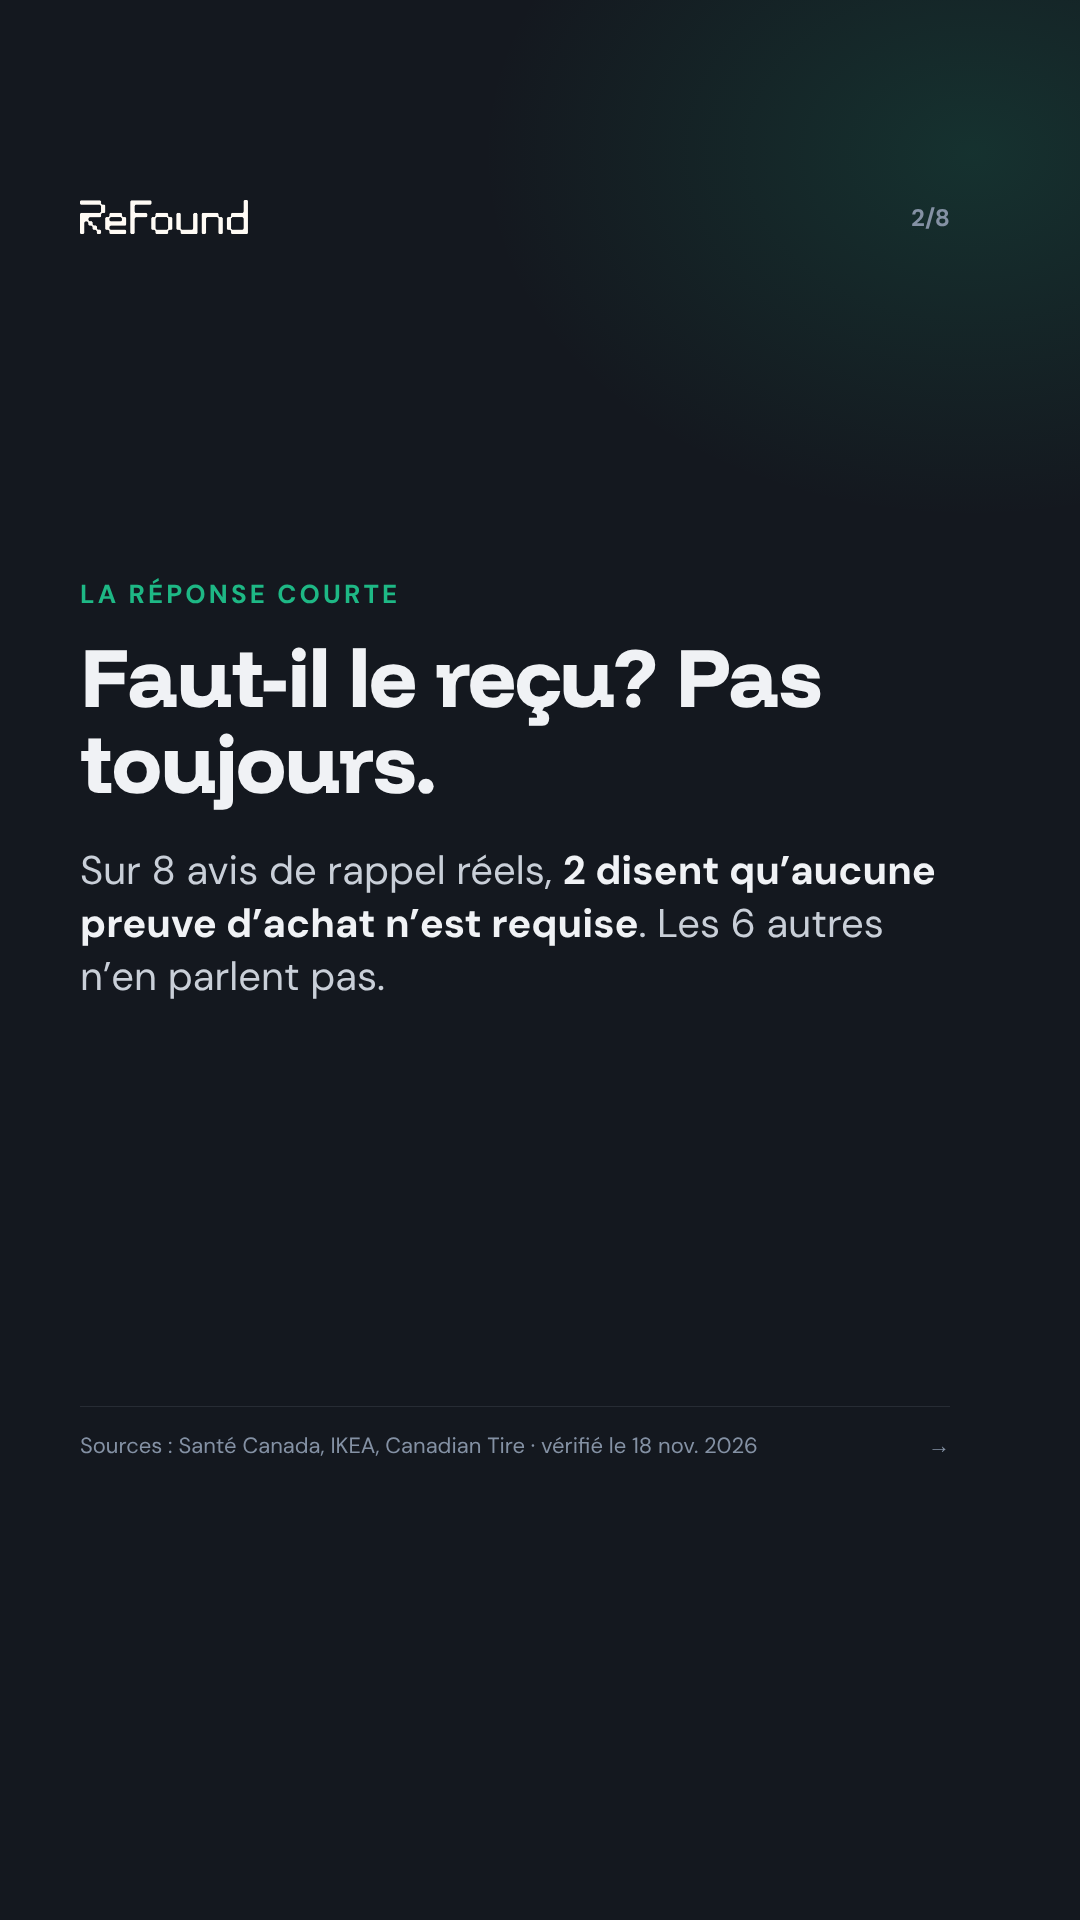 ReFound
2/8
LA RÉPONSE COURTE
Faut-il le reçu? Pas
toujours.
Sur 8 avis de rappel réels, 2 disent qu’aucune
preuve d’achat n’est requise. Les 6 autres
n’en parlent pas.
Sources : Santé Canada, IKEA, Canadian Tire · vérifié le 18 nov. 2026 →